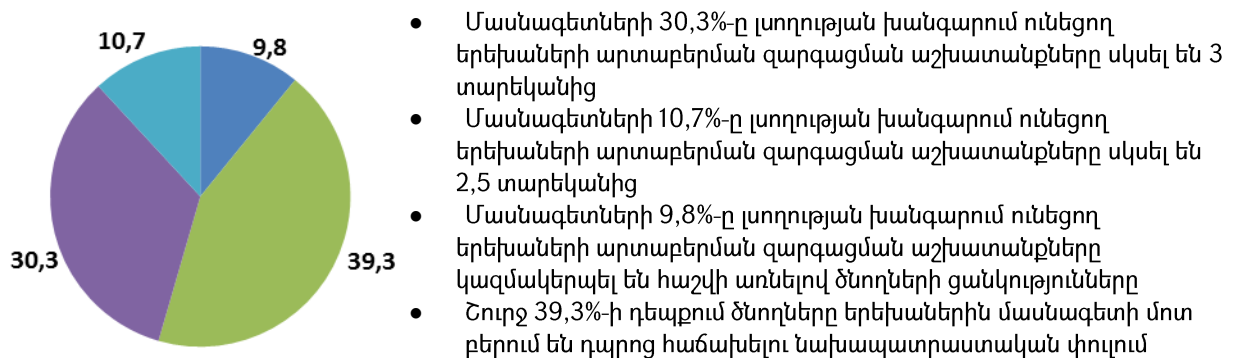 10,7
9,8
30,3
39,3
● Մասնագետների 30,3%-ը լսողության խանգարում ունեցող
երեխաների արտաբերման զարգացման աշխատանքները սկսել են 3
տարեկանից
● Մասնագետների 10,7%-ը լսողության խանգարում ունեցող
երեխաների արտաբերման զարգացման աշխատանքները սկսել են
2,5 տարեկանից
● Մասնագետների 9,8%-ը լսողության խանգարում ունեցող
երեխաների արտաբերման զարգացման աշխատանքները
կազմակերպել են հաշվի առնելով ծնողների ցանկությունները
● Շուրջ 39,3%-ի դեպքում ծնողները երեխաներին մասնագետի մոտ
բերում են դպրոց հաճախելու նախապատրաստական փուլում